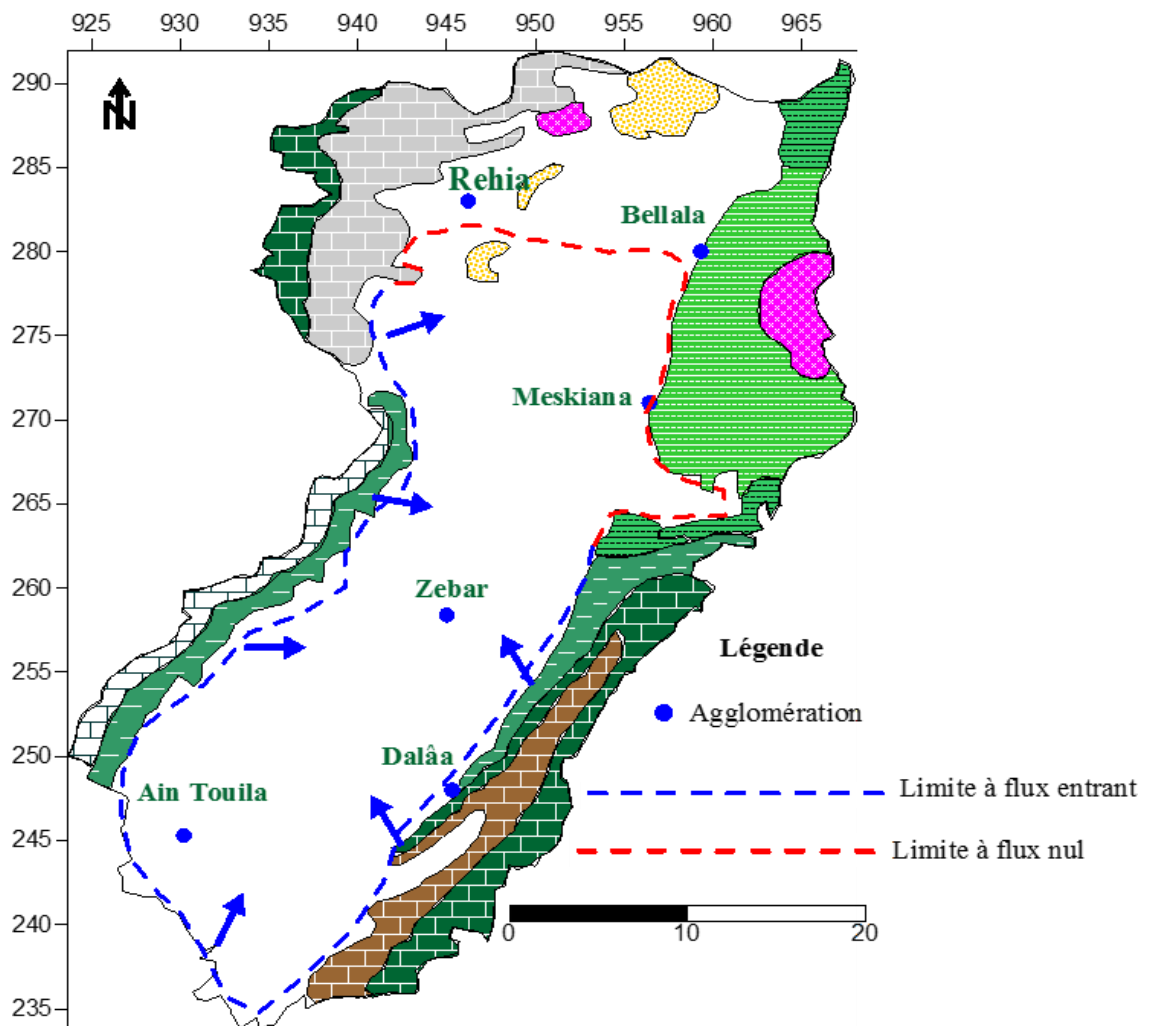 925 930 935 940 945 950 955 960 965
290
N
285
Rehia
Bellala
280
275
Meskiana
270
265
260
Zebar
255
Légende
Agglomération
250
Dalâa
Ain Touila
Limite à flux entrant
245
Limite à flux nul
240
0 10 20
235